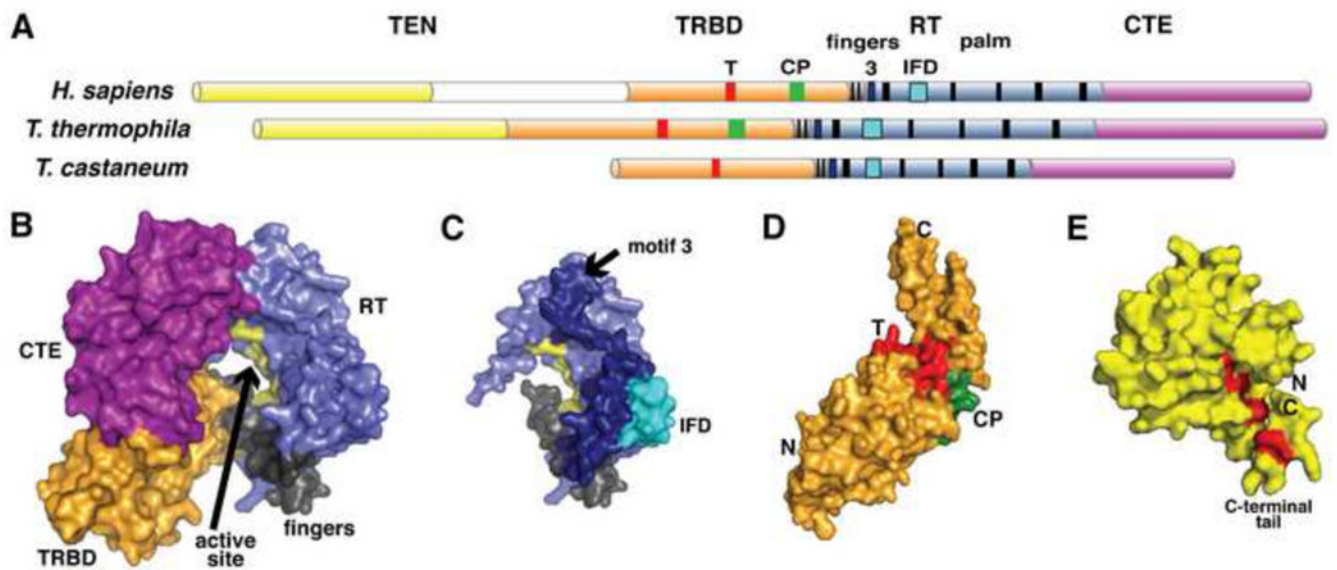 A
TEN TRBD RT CTE
fingers palm
T CP 3 IFD
H. sapiens
T. thermophila
T. castaneum
B
CTE
RT
TRBD
active
site
fingers
C
motif 3
IFD
D
C
T
N
CP
E
N
C
C-terminal
tail